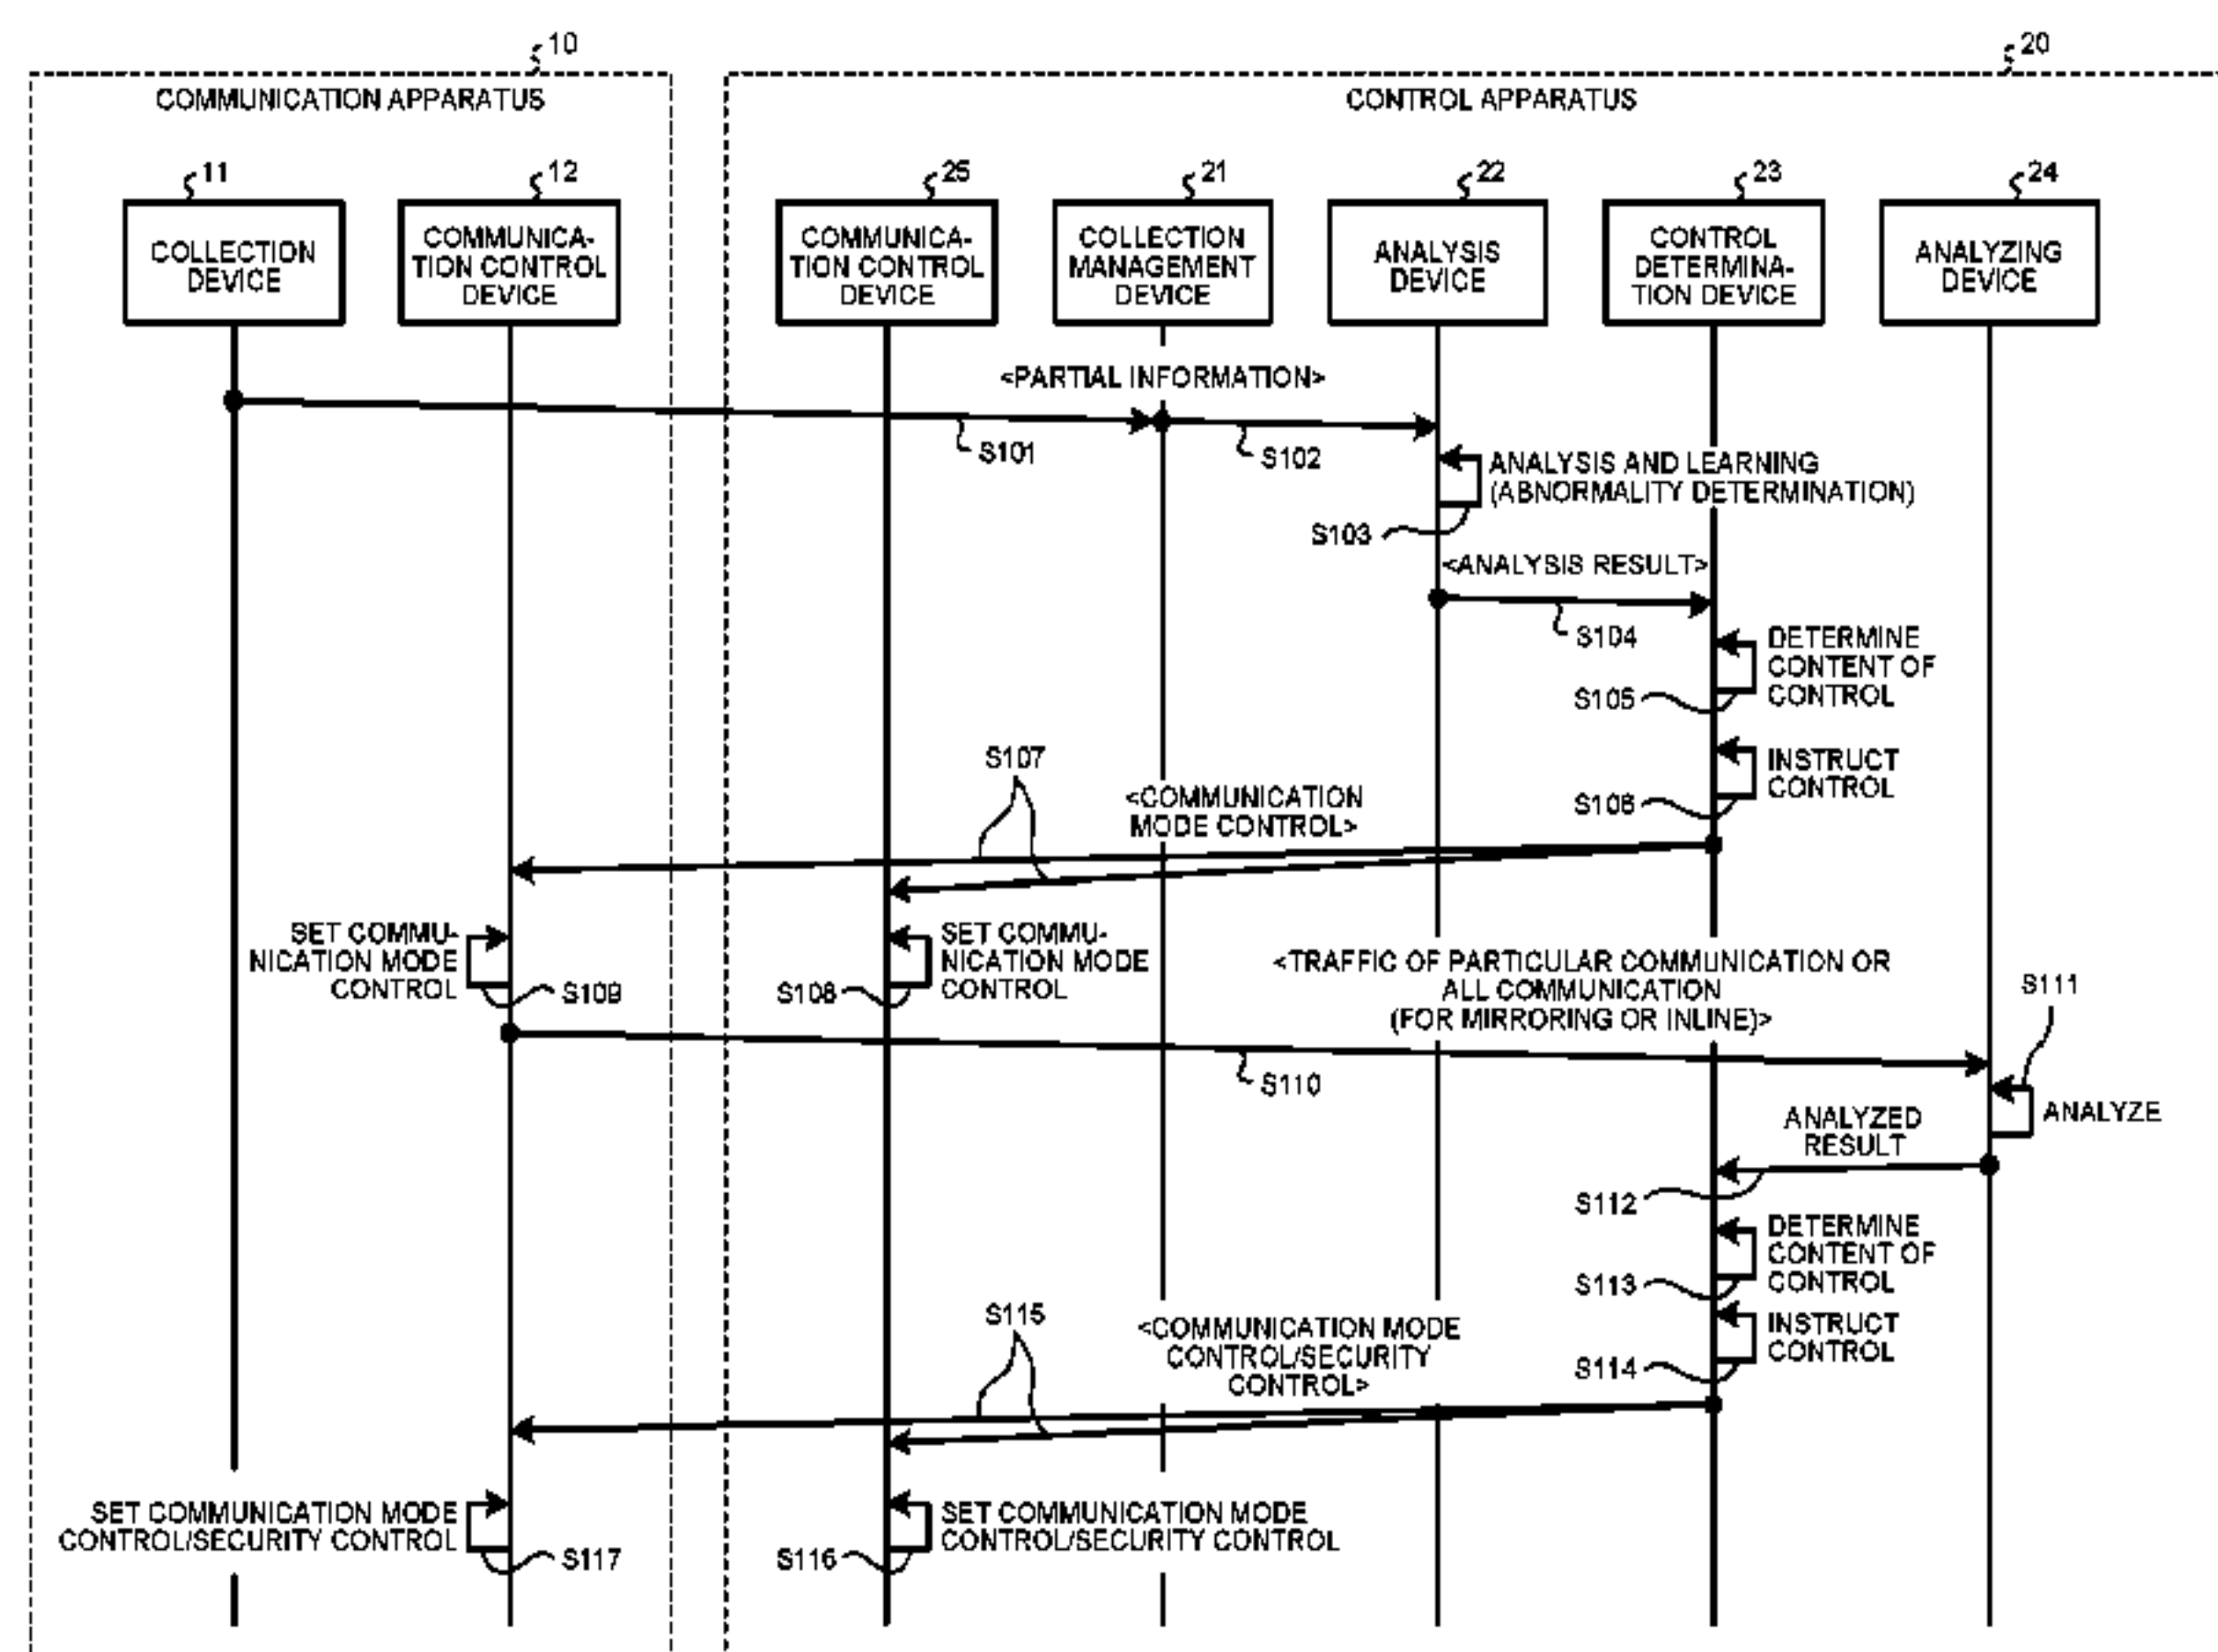 10
20
COMMUNICATION APPARATUS
CONTROL APPARATUS
11
12
25
21
22
23
24
COLLECTION
DEVICE
COMMUNICA-
TION CONTROL
DEVICE
COMMUNICA-
TION CONTROL
DEVICE
COLLECTION
MANAGEMENT
DEVICE
ANALYSIS
DEVICE
CONTROL
DETERMINA-
TION DEVICE
ANALYZING
DEVICE
<PARTIAL INFORMATION>
S101
S102
ANALYSIS AND LEARNING
(ABNORMALITY DETERMINATION)
S103
<ANALYSIS RESULT>
S104
DETERMINE
CONTENT OF
CONTROL
S105
S107
INSTRUCT
CONTROL
S106
<COMMUNICATION
MODE CONTROL>
SET COMMU-
NICATION MODE
CONTROL
S109
SET COMMU-
NICATION MODE
CONTROL
S108
<TRAFFIC OF PARTICULAR COMMUNICATION OR
ALL COMMUNICATION
(FOR MIRRORING OR INLINE)>
S111
S110
ANALYZE
ANALYZED
RESULT
S112
DETERMINE
CONTENT OF
CONTROL
S113
S115
<COMMUNICATION MODE
CONTROL/SECURITY
CONTROL>
INSTRUCT
CONTROL
S114
SET COMMUNICATION MODE
CONTROL/SECURITY CONTROL
S117
SET COMMUNICATION MODE
CONTROL/SECURITY CONTROL
S116